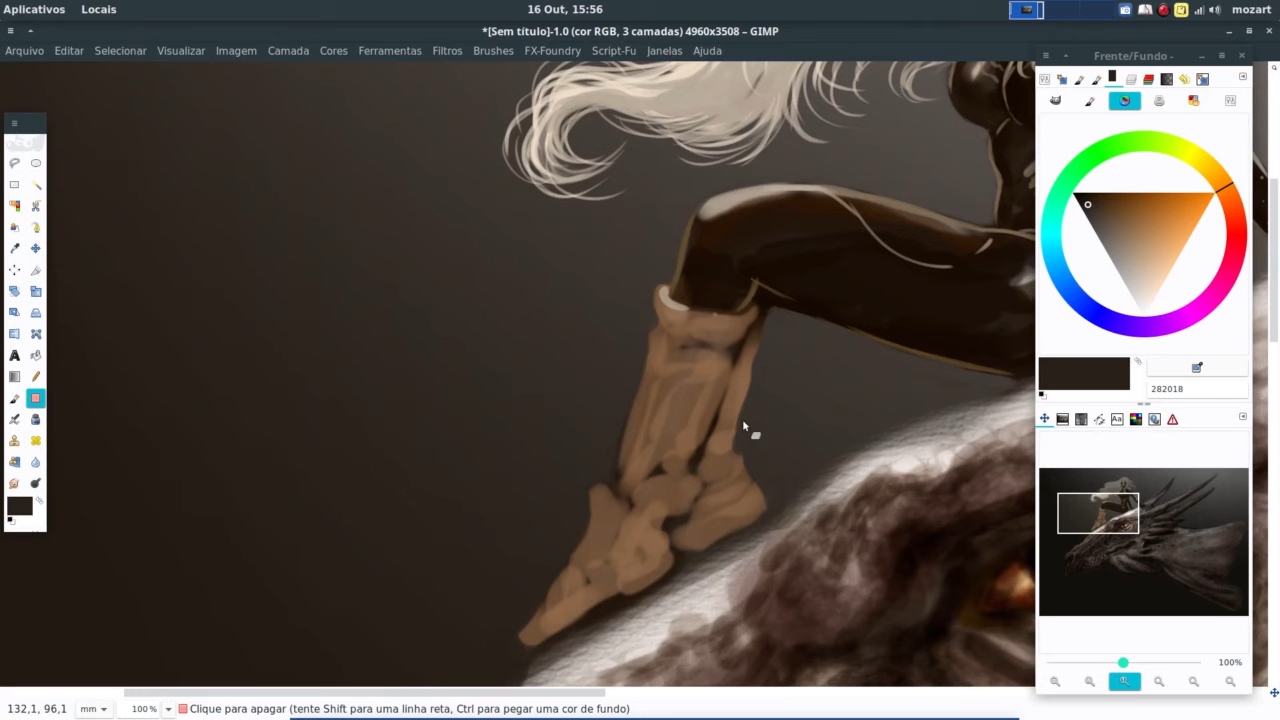 Aplicativos Locais 16 Out, 15:56 mozart
*[Sem título]-1.0 (cor RGB, 3 camadas) 4960x3508 – GIMP
Arquivo Editar Selecionar Visualizar Imagem Camada Cores Ferramentas Filtros Brushes FX-Foundry Script-Fu Janelas Ajuda
Frente/Fundo -
282018
Aa
100%
132,1, 96,1 mm 100 % Clique para apagar (tente Shift para uma linha reta, Ctrl para pegar uma cor de fundo)